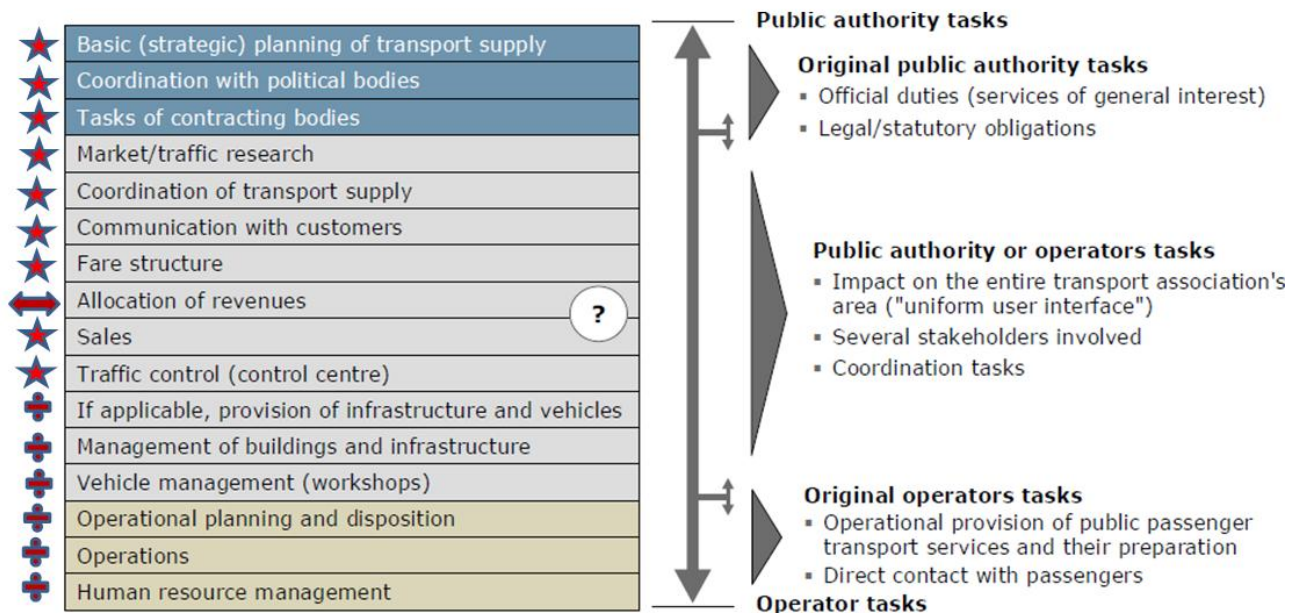 Basic (strategic) planning of transport supply
Coordination with political bodies
Tasks of contracting bodies
Market/traffic research
Coordination of transport supply
Communication with customers
Fare structure
Allocation of revenues
?
Sales
Traffic control (control centre)
If applicable, provision of infrastructure and vehicles
Management of buildings and infrastructure
Vehicle management (workshops)
Operational planning and disposition
Operations
Human resource management
Public authority tasks
Original public authority tasks
▪ Official duties (services of general interest)
▪ Legal/statutory obligations
Public authority or operators tasks
▪ Impact on the entire transport association's
area ("uniform user interface")
▪ Several stakeholders involved
▪ Coordination tasks
Original operators tasks
▪ Operational provision of public passenger
transport services and their preparation
▪ Direct contact with passengers
Operator tasks